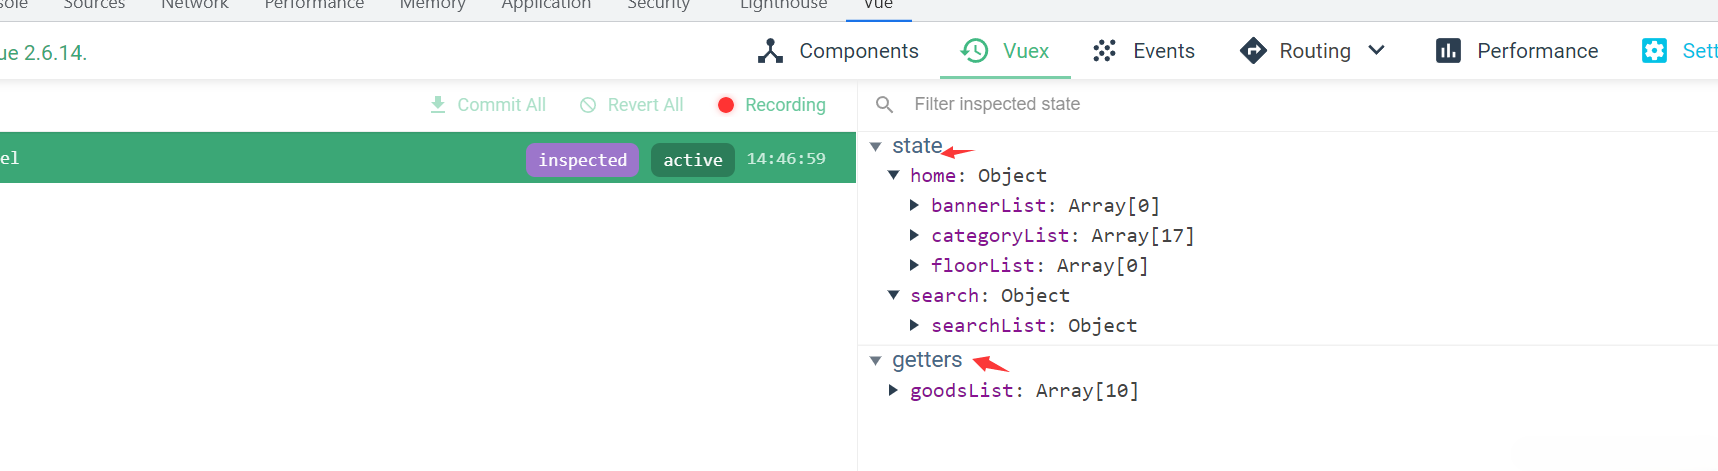 Sources Network Performance Memory Application Security Lighthouse Vue
ue 2.6.14.
Components Vuex Events Routing Performance Sett
Commit All Revert All Recording
Filter inspected state
el inspected active 14:46:59
state
home: Object
bannerList: Array[0]
categoryList: Array[17]
floorList: Array[0]
search: Object
searchList: Object
getters
goodsList: Array[10]